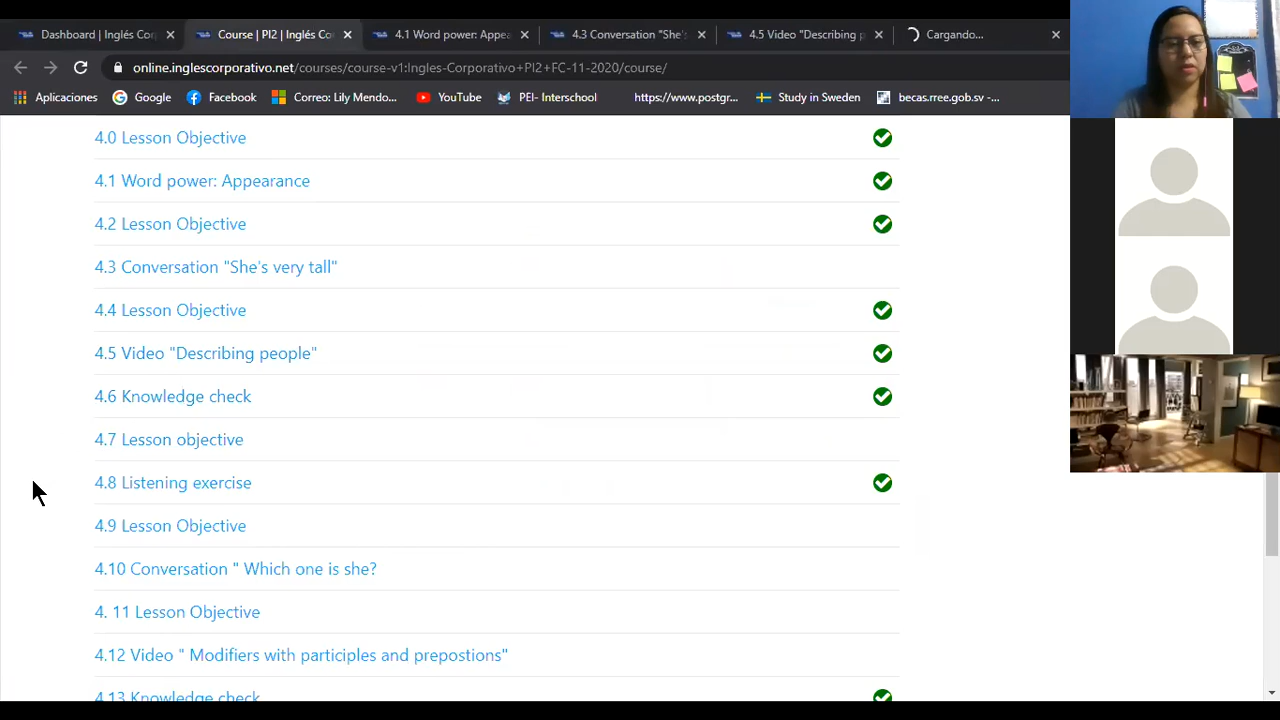 Dashboard | Inglés Cor
Course | PI2 | Inglés Co
4.1 Word power: Appea
4.3 Conversation "She's
4.5 Video "Describing p
Cargando...
online.inglescorporativo.net/courses/course-v1:Ingles-Corporativo+PI2+FC-11-2020/course/
Aplicaciones
Google
Facebook
Correo: Lily Mendo...
YouTube
PEI- Interschool
https://www.postgr...
Study in Sweden
becas.rree.gob.sv -...
4.0 Lesson Objective
4.1 Word power: Appearance
4.2 Lesson Objective
4.3 Conversation "She's very tall"
4.4 Lesson Objective
4.5 Video "Describing people"
4.6 Knowledge check
4.7 Lesson objective
4.8 Listening exercise
4.9 Lesson Objective
4.10 Conversation " Which one is she?
4. 11 Lesson Objective
4.12 Video " Modifiers with participles and prepostions"
4.13 Knowledge check